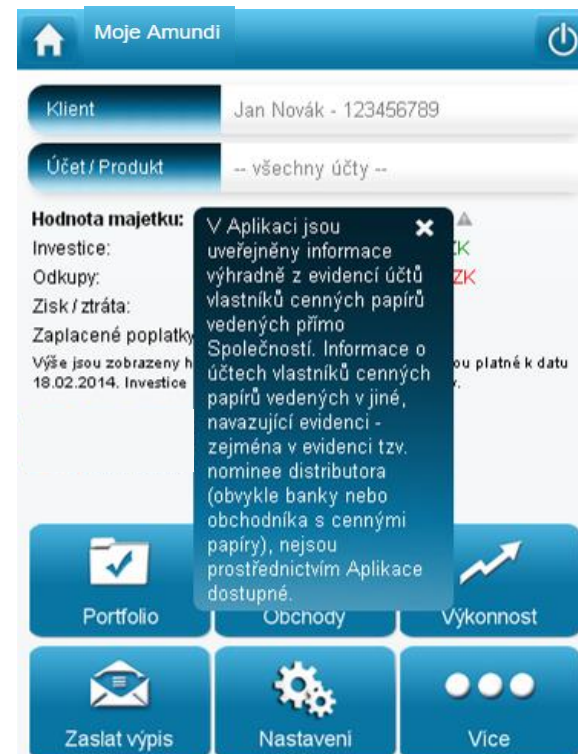 Moje Amundi
Klient
Jan Novák - 123456789
Účet / Produkt
-- všechny účty --
Hodnota majetku:
Investice:
Odkupy:
Zisk / ztráta:
Zaplacené poplatky
Výše jsou zobrazeny
18.02.2014. Investice
ou platné k datu
V Aplikaci jsou
uveřejněny informace
výhradně z evidencí účtů
vlastníků cenných papírů
vedených přímo
Společností. Informace o
účtech vlastníků cenných
papírů vedených v jiné,
navazující evidenci -
zejména v evidenci tzv.
nominee distributora
(obvykle banky nebo
obchodníka s cennými
papíry), nejsou
prostřednictvím Aplikace
dostupné.
Portfolio
Obchody
Výkonnost
Zaslat výpis
Nastavení
Více